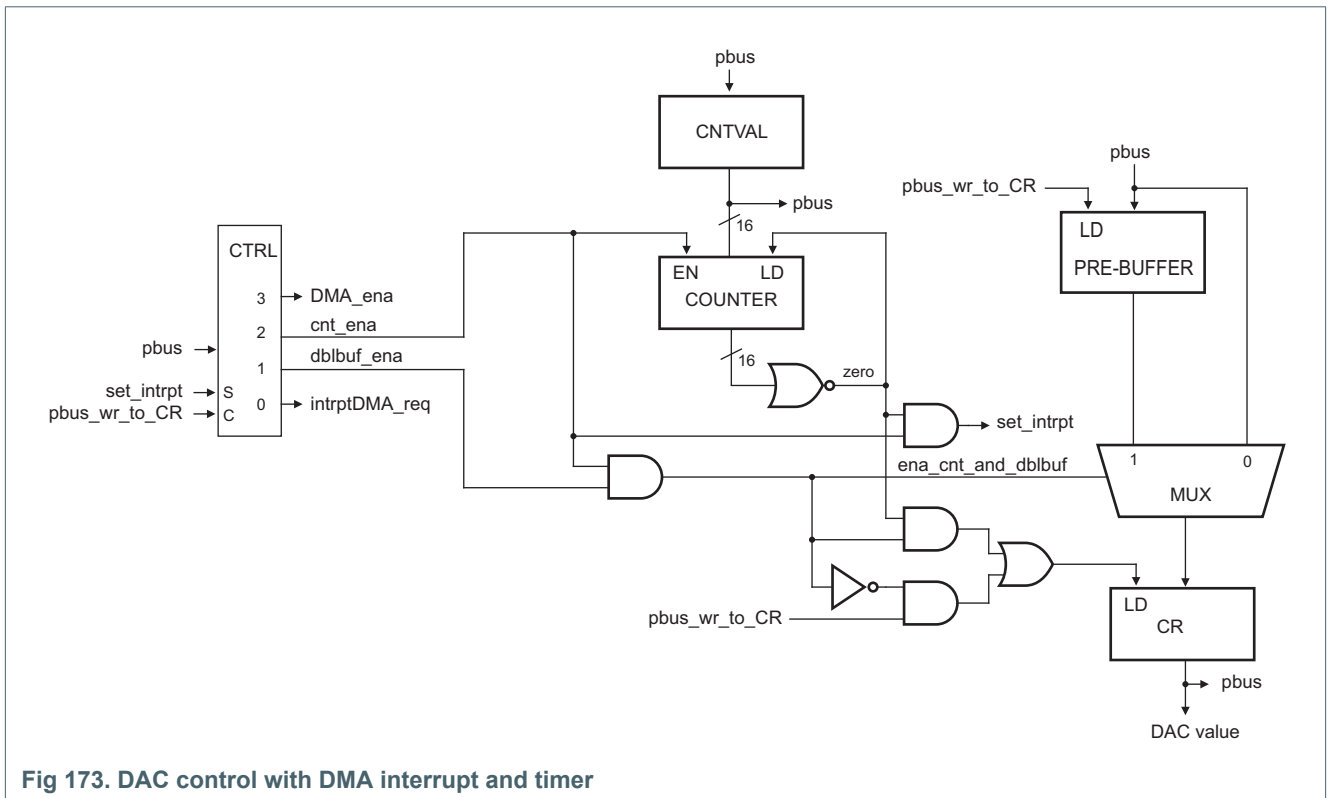 pbus
CNTVAL
pbus
16
EN LD
COUNTER
16
zero
set_intrpt
CTRL
3 DMA_ena
2 cnt_ena
1 dblbuf_ena
0 intrptDMA_req
pbus
set_intrpt S
pbus_wr_to_CR C
pbus
pbus_wr_to_CR
LD
PRE-BUFFER
ena_cnt_and_dblbuf
1 0
MUX
pbus_wr_to_CR
LD
CR
pbus
DAC value
Fig 173. DAC control with DMA interrupt and timer